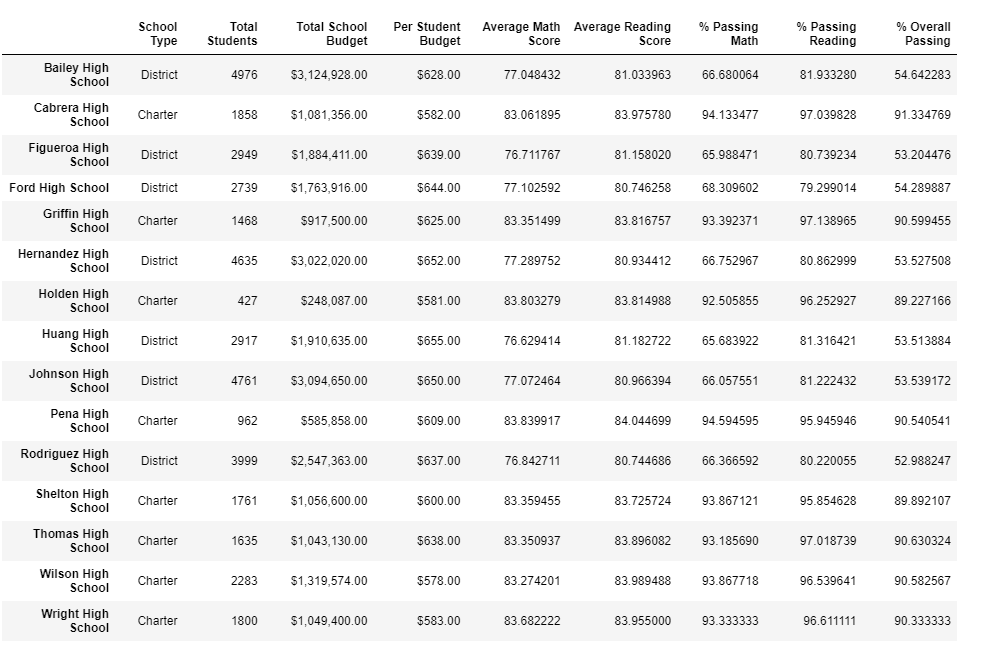 School Type Total Students Total School Budget Per Student Budget Average Math Score Average Reading Score % Passing Math % Passing Reading % Overall Passing
Bailey High School District 4976 $3,124,928.00 $628.00 77.048432 81.033963 66.680064 81.933280 54.642283
Cabrera High School Charter 1858 $1,081,356.00 $582.00 83.061895 83.975780 94.133477 97.039828 91.334769
Figueroa High School District 2949 $1,884,411.00 $639.00 76.711767 81.158020 65.988471 80.739234 53.204476
Ford High School District 2739 $1,763,916.00 $644.00 77.102592 80.746258 68.309602 79.299014 54.289887
Griffin High School Charter 1468 $917,500.00 $625.00 83.351499 83.816757 93.392371 97.138965 90.599455
Hernandez High School District 4635 $3,022,020.00 $652.00 77.289752 80.934412 66.752967 80.862999 53.527508
Holden High School Charter 427 $248,087.00 $581.00 83.803279 83.814988 92.505855 96.252927 89.227166
Huang High School District 2917 $1,910,635.00 $655.00 76.629414 81.182722 65.683922 81.316421 53.513884
Johnson High School District 4761 $3,094,650.00 $650.00 77.072464 80.966394 66.057551 81.222432 53.539172
Pena High School Charter 962 $585,858.00 $609.00 83.839917 84.044699 94.594595 95.945946 90.540541
Rodriguez High School District 3999 $2,547,363.00 $637.00 76.842711 80.744686 66.366592 80.220055 52.988247
Shelton High School Charter 1761 $1,056,600.00 $600.00 83.359455 83.725724 93.867121 95.854628 89.892107
Thomas High School Charter 1635 $1,043,130.00 $638.00 83.350937 83.896082 93.185690 97.018739 90.630324
Wilson High School Charter 2283 $1,319,574.00 $578.00 83.274201 83.989488 93.867718 96.539641 90.582567
Wright High School Charter 1800 $1,049,400.00 $583.00 83.682222 83.955000 93.333333 96.611111 90.333333